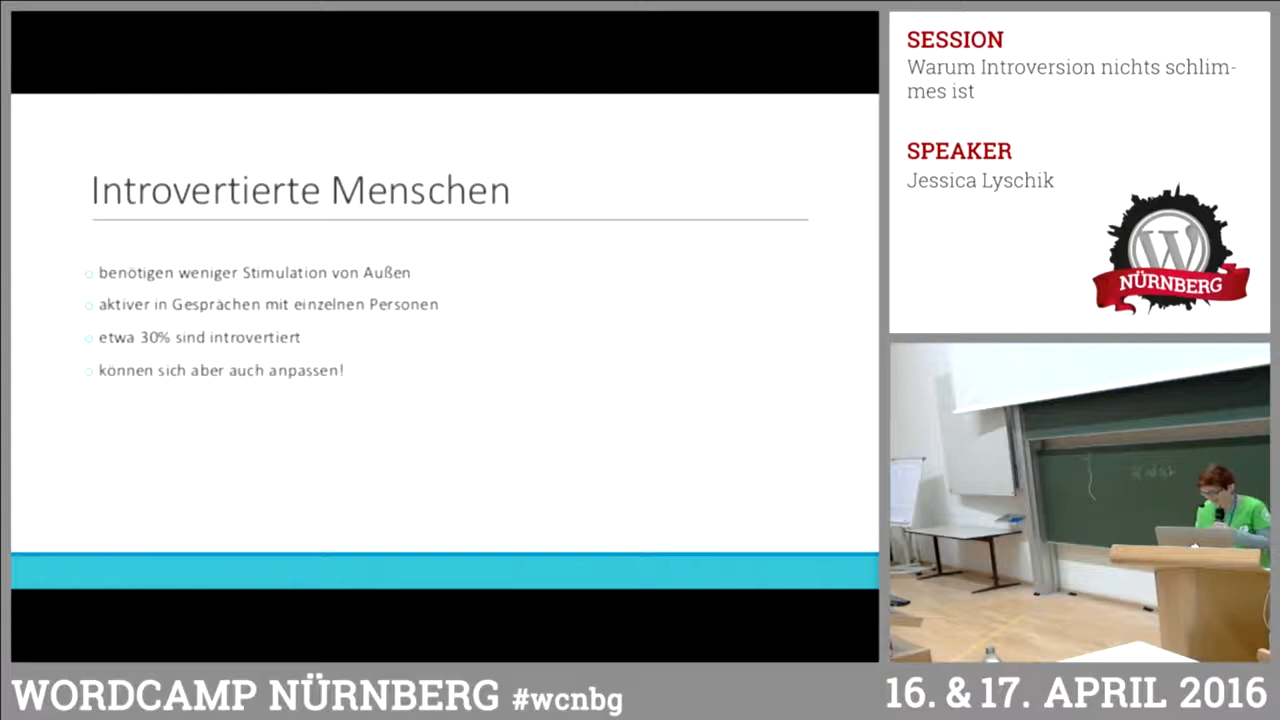 Introvertierte Menschen
benötigen weniger Stimulation von Außen
aktiver in Gesprächen mit einzelnen Personen
etwa 30% sind introvertiert
können sich aber auch anpassen!
SESSION
Warum Introversion nichts schlim-
mes ist
SPEAKER
Jessica Lyschik
W
NÜRNBERG
WORDCAMP NÜRNBERG #wcnbg
16. & 17. APRIL 2016